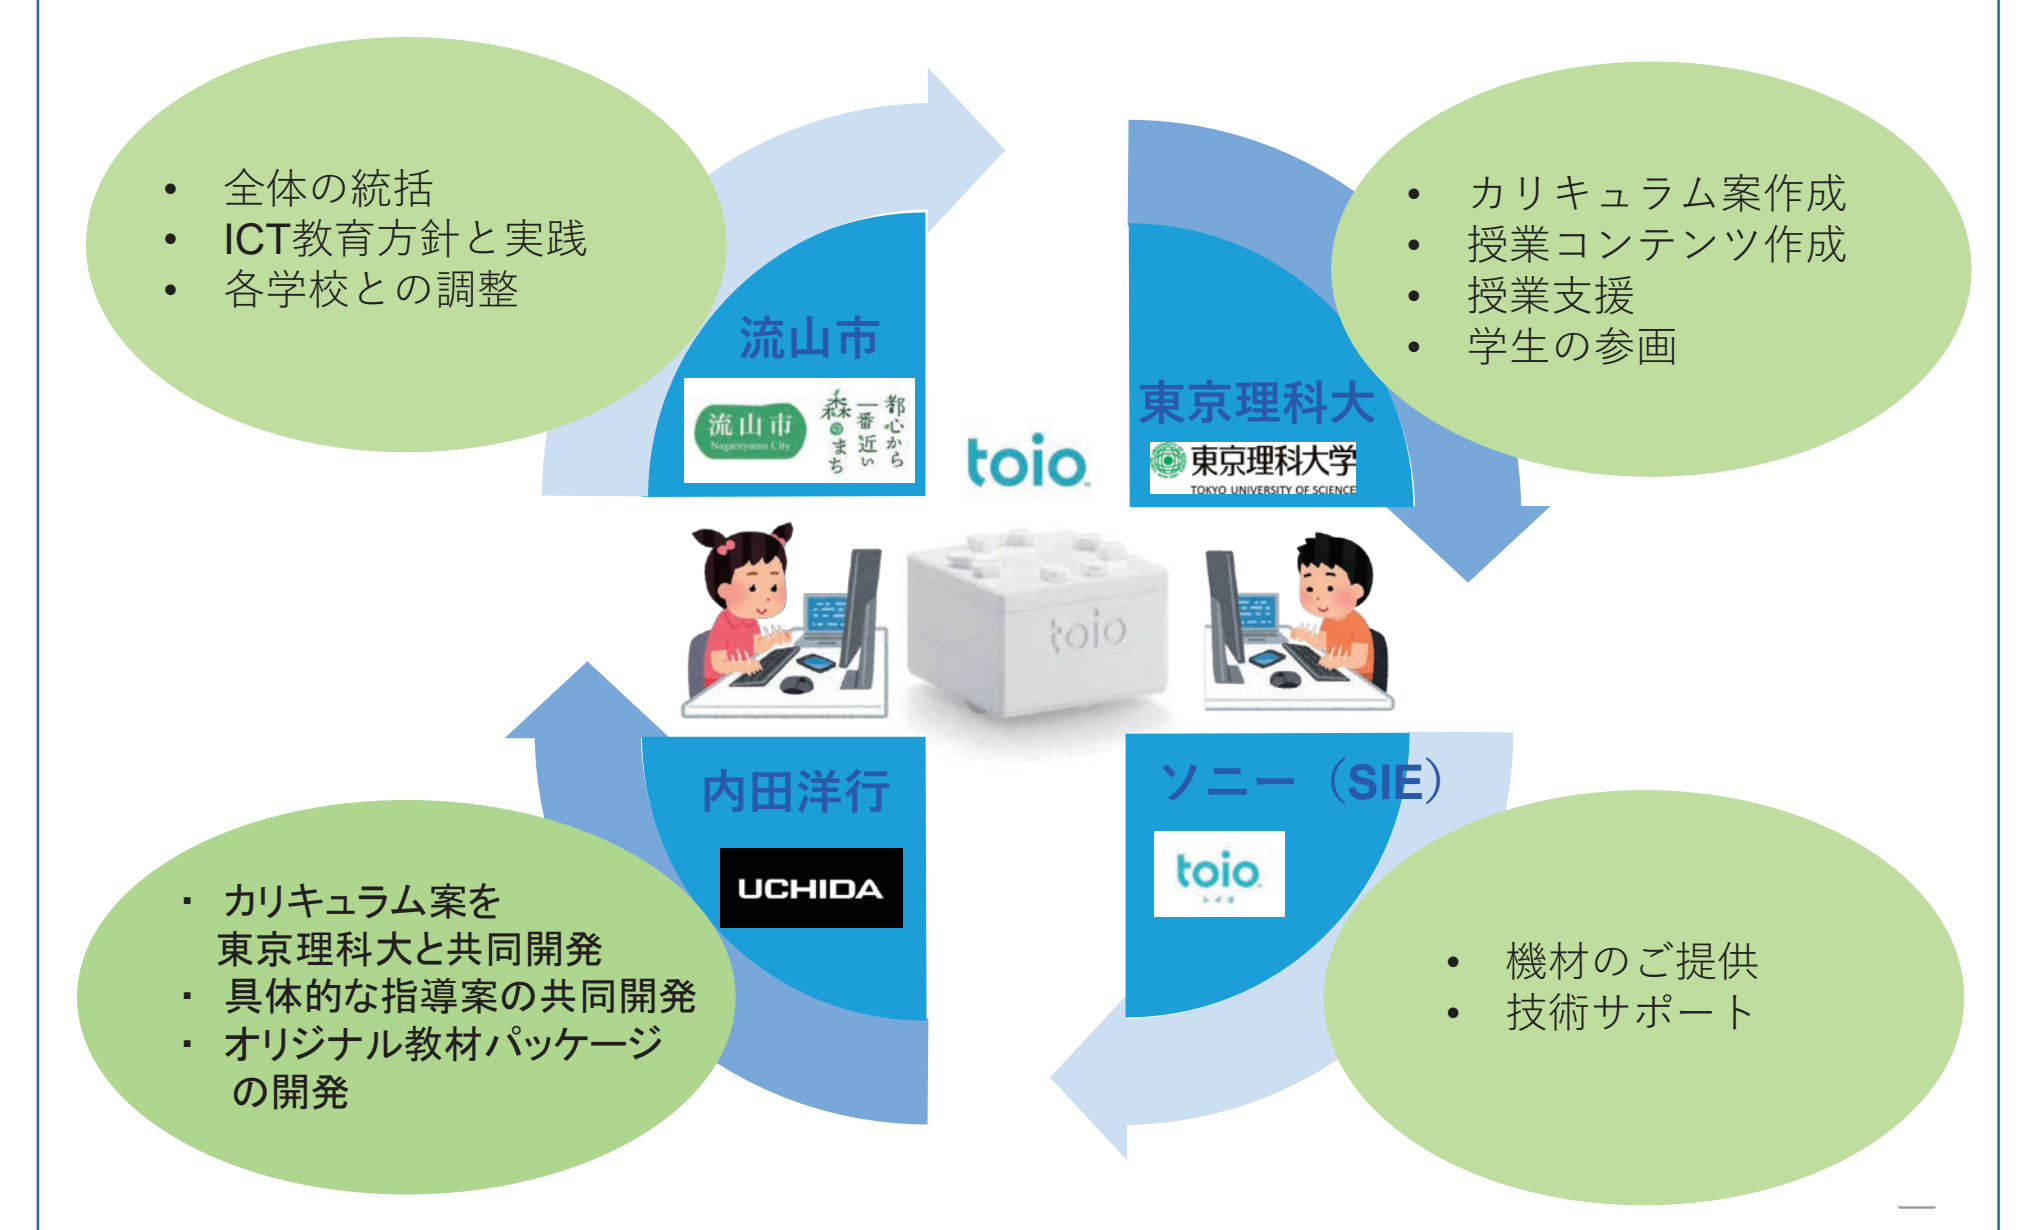 • 全体の統括
• ICT教育方針と実践
• 各学校との調整
流山市
流山市
Nagareyama City
都心から
一番近い
森のまち
• カリキュラム案作成
• 授業コンテンツ作成
• 授業支援
• 学生の参画
東京理科大
東京理科大学
TOKYO UNIVERSITY OF SCIENCE
toio™
toio
内田洋行
UCHIDA
・ カリキュラム案を
東京理科大と共同開発
・ 具体的な指導案の共同開発
・ オリジナル教材パッケージ
の開発
ソニー（SIE）
toio™
トイオ
• 機材のご提供
• 技術サポート